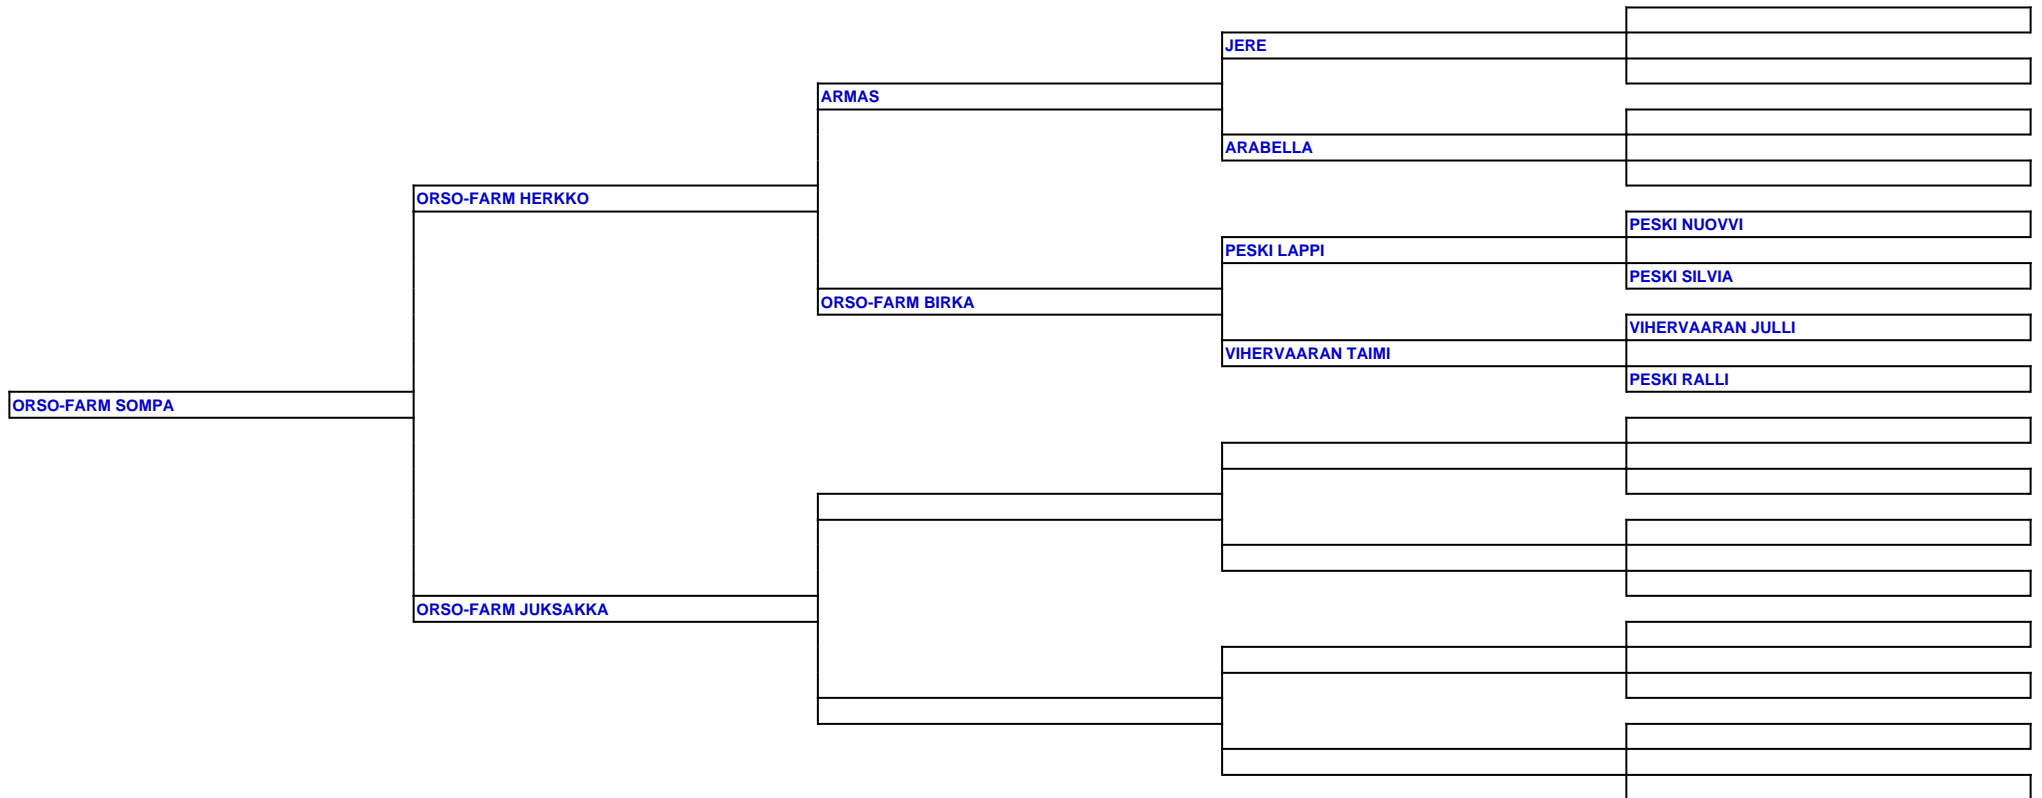 JERE
ARMAS
ARABELLA
ORSO-FARM HERKKO
PESKI NUOVVI
PESKI LAPPI
PESKI SILVIA
ORSO-FARM BIRKA
VIHERVAARAN JULLI
VIHERVAARAN TAIMI
PESKI RALLI
ORSO-FARM SOMPA
ORSO-FARM JUKSAKKA